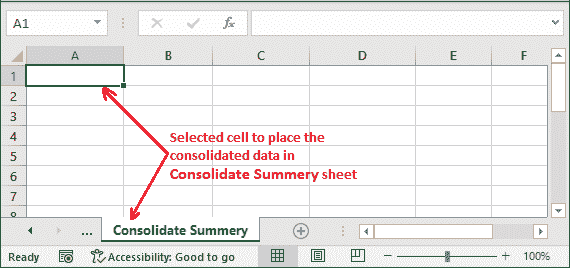 A1 fx
A B C D E F
1
2
3
4 Selected cell to place the
5 consolidated data in
6 Consolidate Summery sheet
7
8
... Consolidate Summery
Ready Accessibility: Good to go 100%